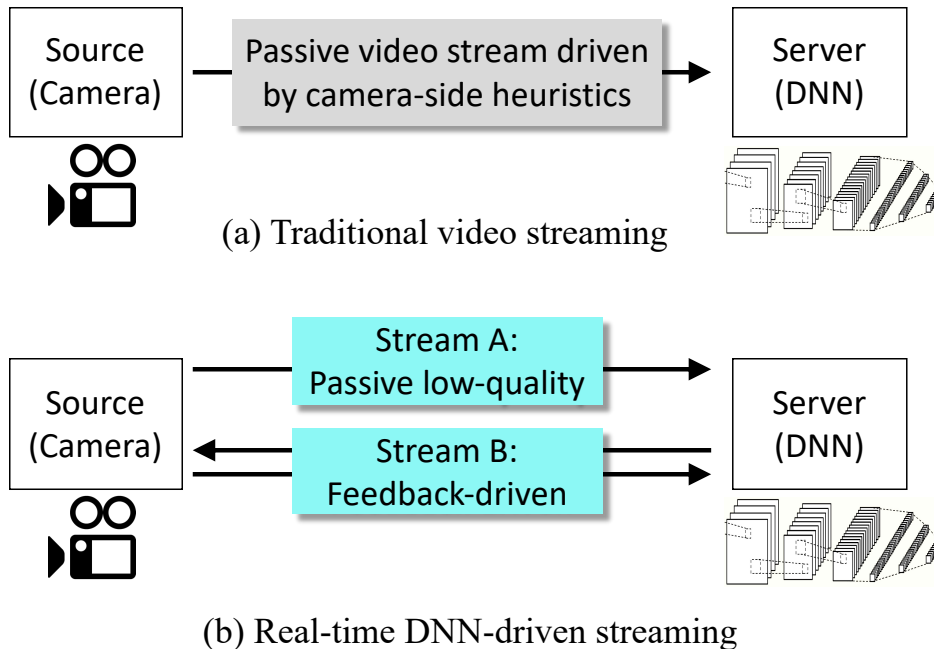 Source
(Camera)
Passive video stream driven
by camera-side heuristics
Server
(DNN)
(a) Traditional video streaming
Source
(Camera)
Stream A:
Passive low-quality
Stream B:
Feedback-driven
Server
(DNN)
(b) Real-time DNN-driven streaming